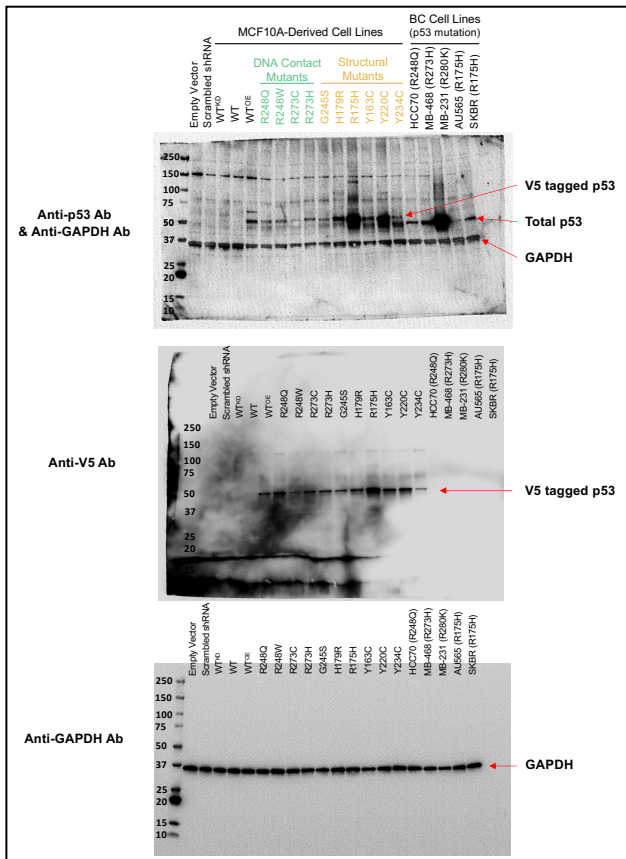 MCF10A-Derived Cell Lines
BC Cell Lines
(p53 mutation)
DNA Contact
Mutants
Structural
Mutants
Empty Vector
Scrambled shRNA
WTKD
WT
WTOE
R248Q
R248W
R273C
R273H
G245S
H179R
R175H
Y163C
Y220C
Y234C
HCC70 (R248Q)
MB-468 (R273H)
MB-231 (R280K)
AU565 (R175H)
SKBR (R175H)
250
150
100
75
50
37
25
20
15
10
Anti-p53 Ab
& Anti-GAPDH Ab
V5 tagged p53
Total p53
GAPDH
Empty Vector
Scrambled shRNA
WTKD
WT
WTOE
R248Q
R248W
R273C
R273H
G245S
H179R
R175H
Y163C
Y220C
Y234C
HCC70 (R248Q)
MB-468 (R273H)
MB-231 (R280K)
AU565 (R175H)
SKBR (R175H)
250
150
100
75
50
37
25
20
15
Anti-V5 Ab
V5 tagged p53
Empty Vector
Scrambled shRNA
WTKD
WT
WTOE
R248Q
R248W
R273C
R273H
G245S
H179R
R175H
Y163C
Y220C
Y234C
HCC70 (R248Q)
MB-468 (R273H)
MB-231 (R280K)
AU565 (R175H)
SKBR (R175H)
250
150
100
75
50
37
25
20
15
10
Anti-GAPDH Ab
GAPDH